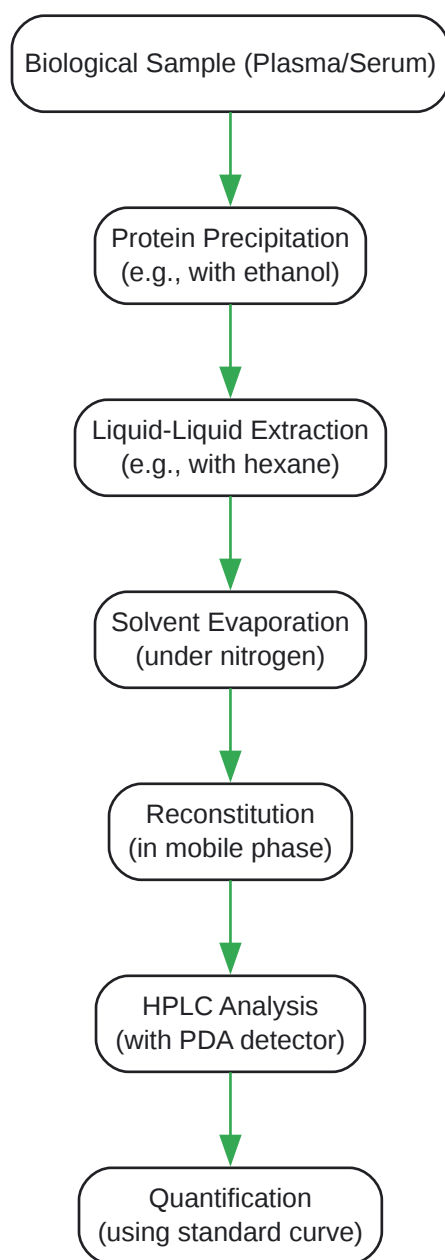 Biological Sample (Plasma/Serum)
Protein Precipitation
(e.g., with ethanol)
Liquid-Liquid Extraction
(e.g., with hexane)
Solvent Evaporation
(under nitrogen)
Reconstitution
(in mobile phase)
HPLC Analysis
(with PDA detector)
Quantification
(using standard curve)